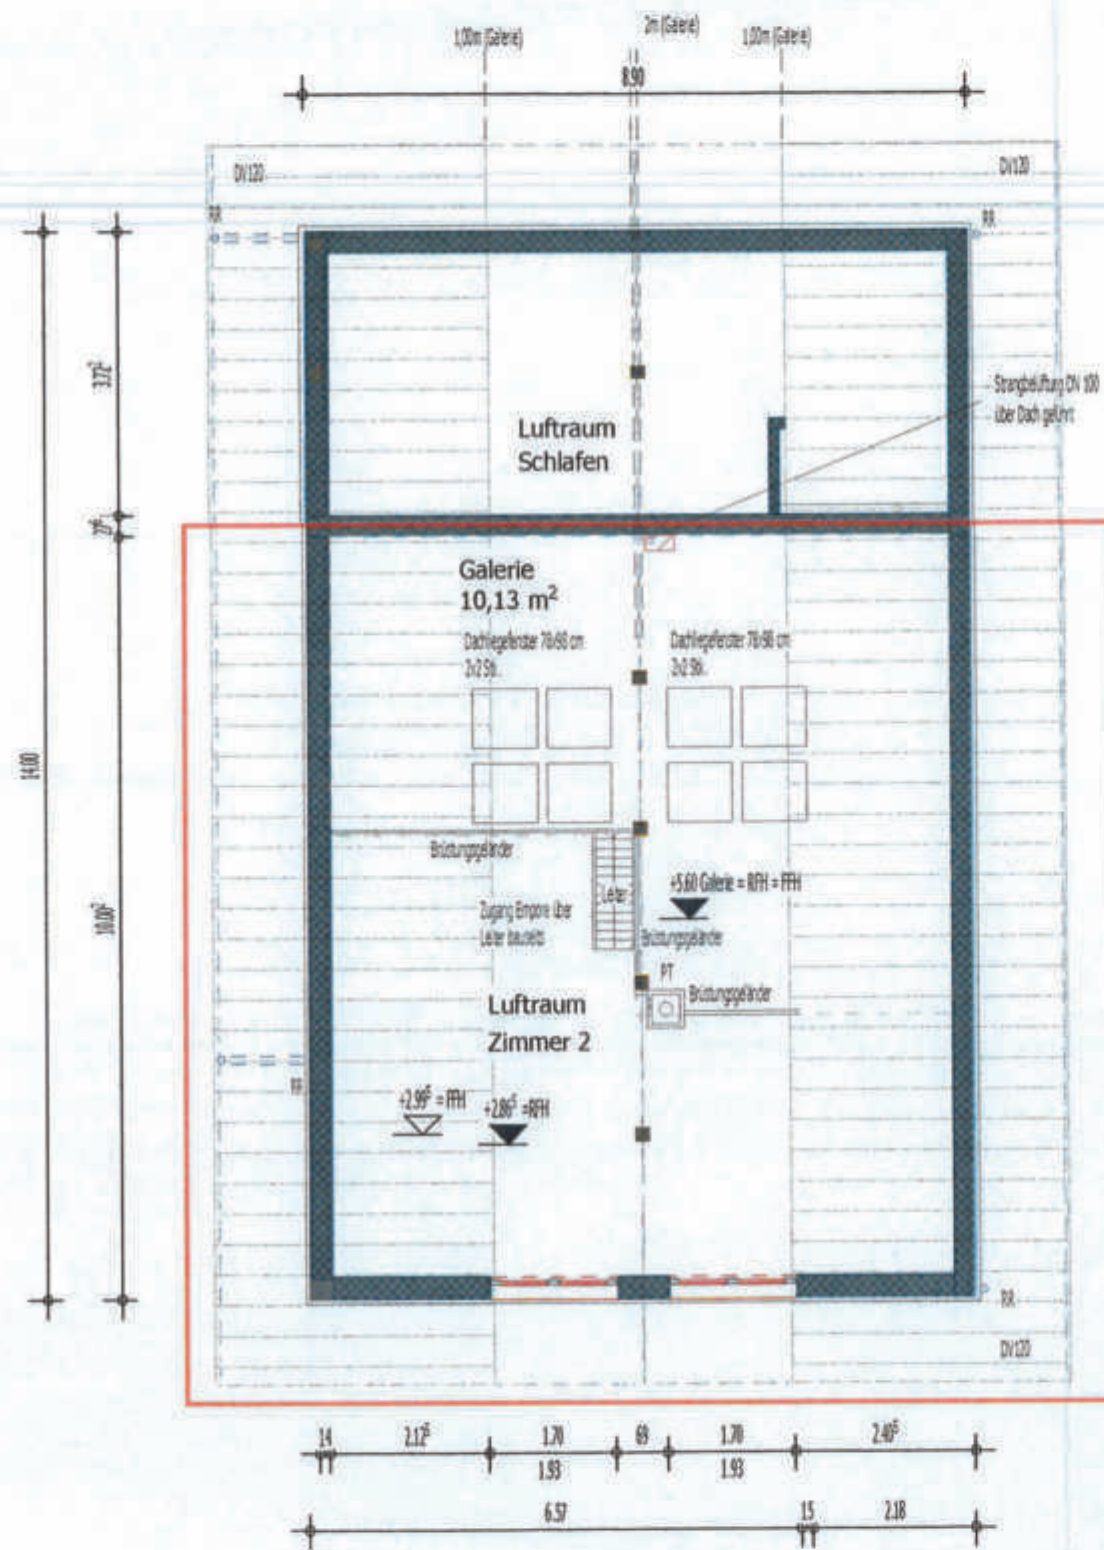 2m (Galerie)
1,00m (Galerie)
1,00m (Galerie)
8.90
DV120
DV120
RR
RR
3.72²
Strangbelüftung DN 100
über Dach geführt
Luftraum
Schlafen
Galerie
10,13 m²
Dachliegefenster 78/98 cm
2x2 Stk.
Dachliegefenster 78/98 cm
2x2 Stk.
14.00
Brüstungsgeländer
Leiter
+5.60 Galerie = RFH = FFH
10.00²
Zugang Empore über
Leiter bauseits
Brüstungsgeländer
PT
Brüstungsgeländer
Luftraum
Zimmer 2
RR
+2.99⁵ = FFH
+2.86⁵ =RFH
RR
DV120
14
2.12⁵
1.70
69
1.70
2.40⁵
1.93
1.93
6.57
15
2.18